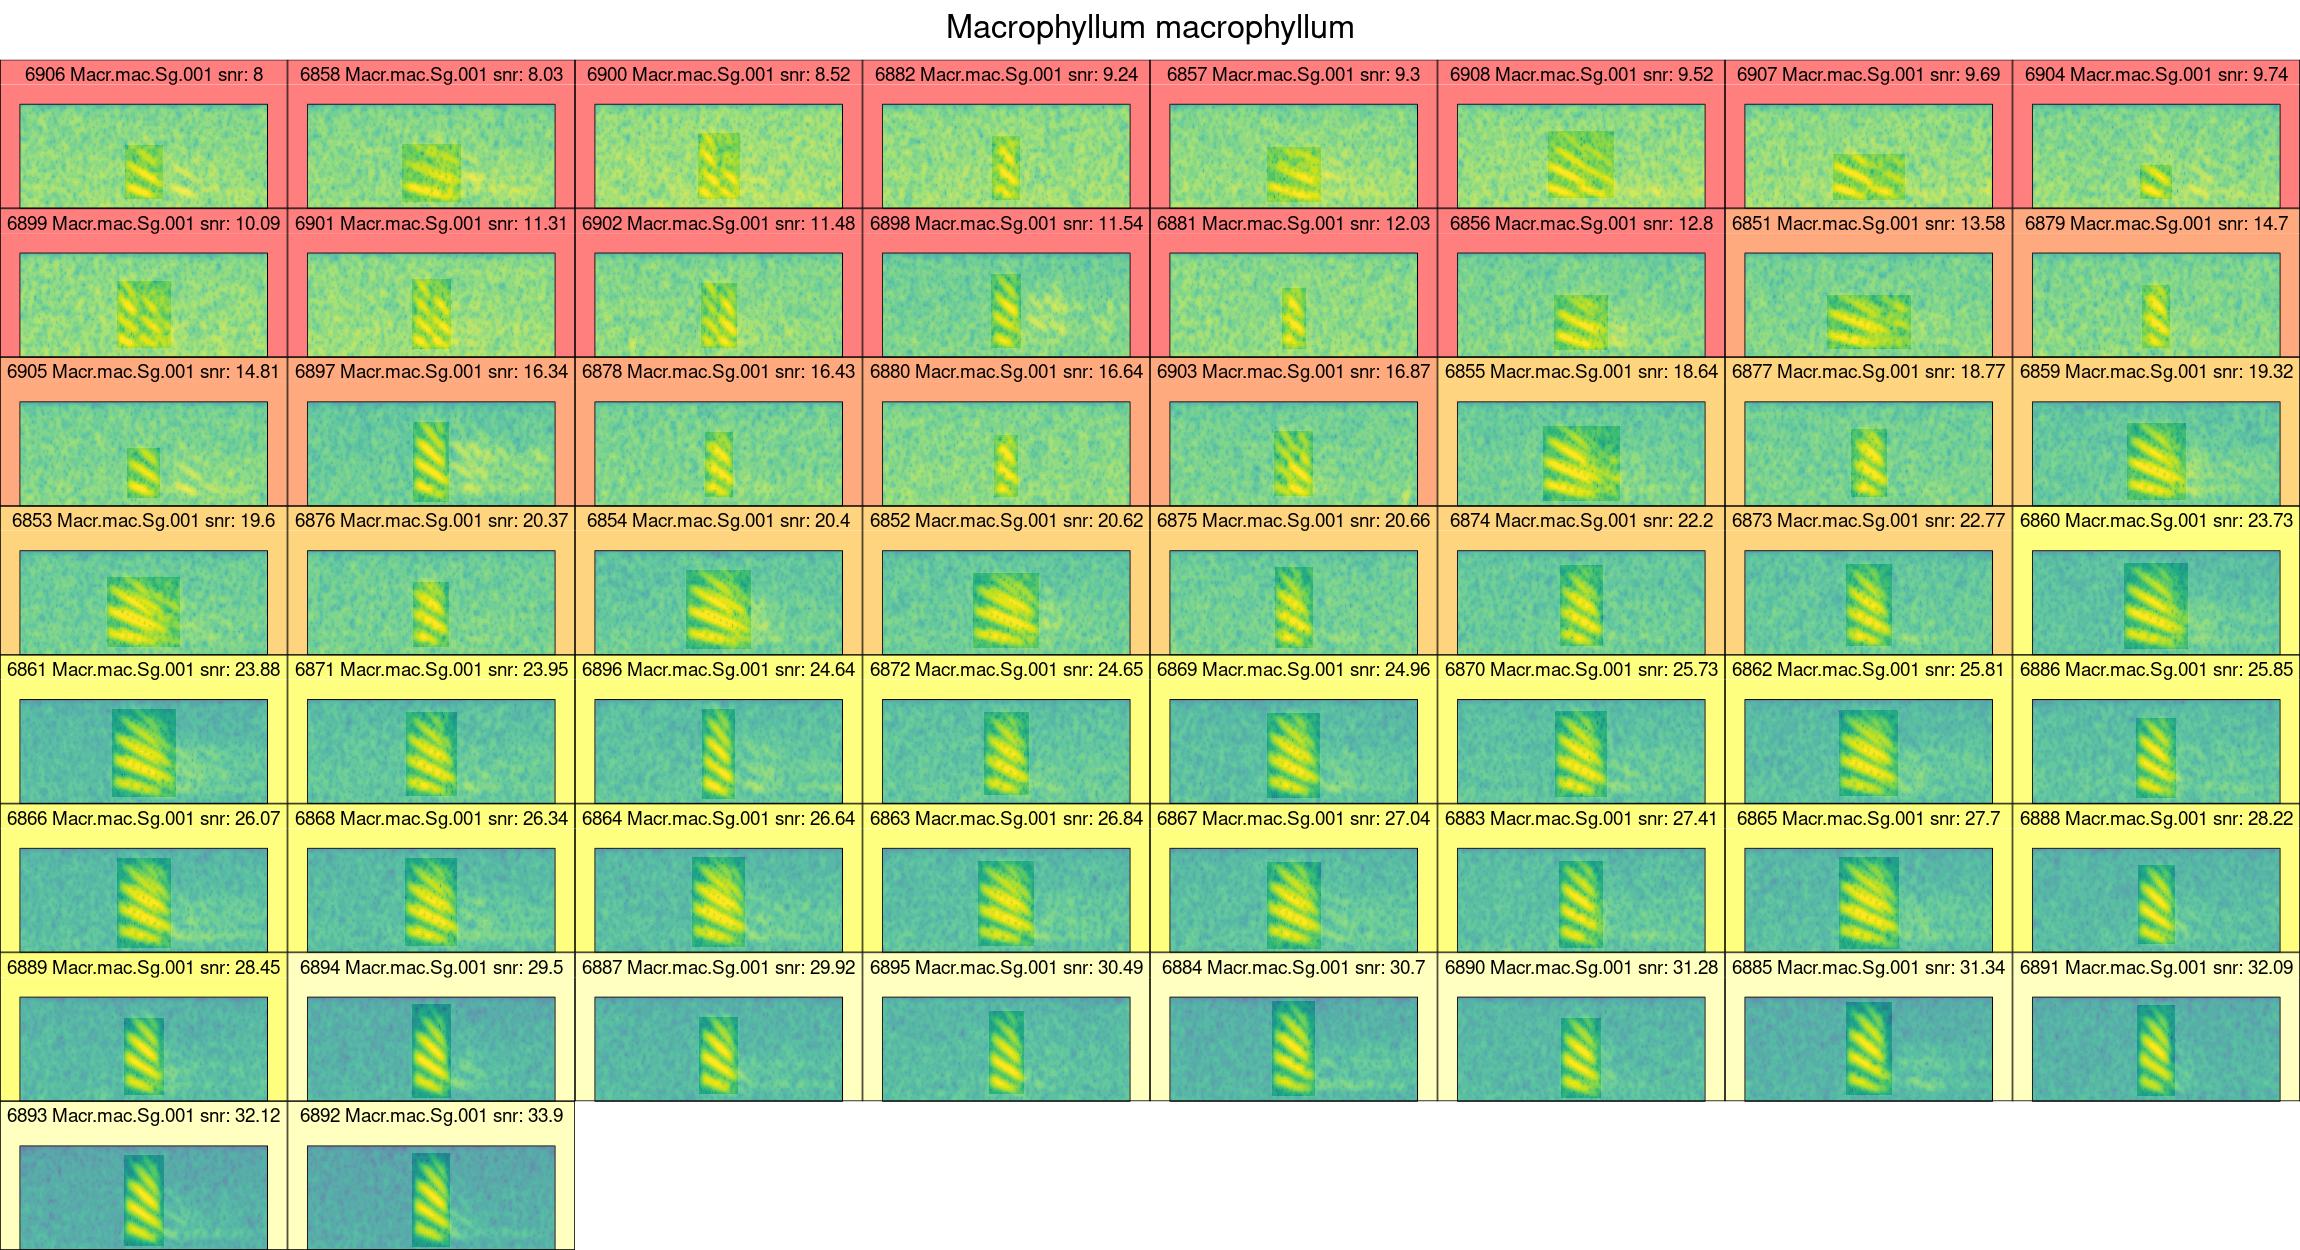 Macrophyllum macrophyllum
6906 Macr.mac.Sg.001 snr: 8 6858 Macr.mac.Sg.001 snr: 8.03 6900 Macr.mac.Sg.001 snr: 8.52 6882 Macr.mac.Sg.001 snr: 9.24 6857 Macr.mac.Sg.001 snr: 9.3 6908 Macr.mac.Sg.001 snr: 9.52 6907 Macr.mac.Sg.001 snr: 9.69 6904 Macr.mac.Sg.001 snr: 9.74
6899 Macr.mac.Sg.001 snr: 10.09 6901 Macr.mac.Sg.001 snr: 11.31 6902 Macr.mac.Sg.001 snr: 11.48 6898 Macr.mac.Sg.001 snr: 11.54 6881 Macr.mac.Sg.001 snr: 12.03 6856 Macr.mac.Sg.001 snr: 12.8 6851 Macr.mac.Sg.001 snr: 13.58 6879 Macr.mac.Sg.001 snr: 14.7
6905 Macr.mac.Sg.001 snr: 14.81 6897 Macr.mac.Sg.001 snr: 16.34 6878 Macr.mac.Sg.001 snr: 16.43 6880 Macr.mac.Sg.001 snr: 16.64 6903 Macr.mac.Sg.001 snr: 16.87 6855 Macr.mac.Sg.001 snr: 18.64 6877 Macr.mac.Sg.001 snr: 18.77 6859 Macr.mac.Sg.001 snr: 19.32
6853 Macr.mac.Sg.001 snr: 19.6 6876 Macr.mac.Sg.001 snr: 20.37 6854 Macr.mac.Sg.001 snr: 20.4 6852 Macr.mac.Sg.001 snr: 20.62 6875 Macr.mac.Sg.001 snr: 20.66 6874 Macr.mac.Sg.001 snr: 22.2 6873 Macr.mac.Sg.001 snr: 22.77 6860 Macr.mac.Sg.001 snr: 23.73
6861 Macr.mac.Sg.001 snr: 23.88 6871 Macr.mac.Sg.001 snr: 23.95 6896 Macr.mac.Sg.001 snr: 24.64 6872 Macr.mac.Sg.001 snr: 24.65 6869 Macr.mac.Sg.001 snr: 24.96 6870 Macr.mac.Sg.001 snr: 25.73 6862 Macr.mac.Sg.001 snr: 25.81 6886 Macr.mac.Sg.001 snr: 25.85
6866 Macr.mac.Sg.001 snr: 26.07 6868 Macr.mac.Sg.001 snr: 26.34 6864 Macr.mac.Sg.001 snr: 26.64 6863 Macr.mac.Sg.001 snr: 26.84 6867 Macr.mac.Sg.001 snr: 27.04 6883 Macr.mac.Sg.001 snr: 27.41 6865 Macr.mac.Sg.001 snr: 27.7 6888 Macr.mac.Sg.001 snr: 28.22
6889 Macr.mac.Sg.001 snr: 28.45 6894 Macr.mac.Sg.001 snr: 29.5 6887 Macr.mac.Sg.001 snr: 29.92 6895 Macr.mac.Sg.001 snr: 30.49 6884 Macr.mac.Sg.001 snr: 30.7 6890 Macr.mac.Sg.001 snr: 31.28 6885 Macr.mac.Sg.001 snr: 31.34 6891 Macr.mac.Sg.001 snr: 32.09
6893 Macr.mac.Sg.001 snr: 32.12 6892 Macr.mac.Sg.001 snr: 33.9